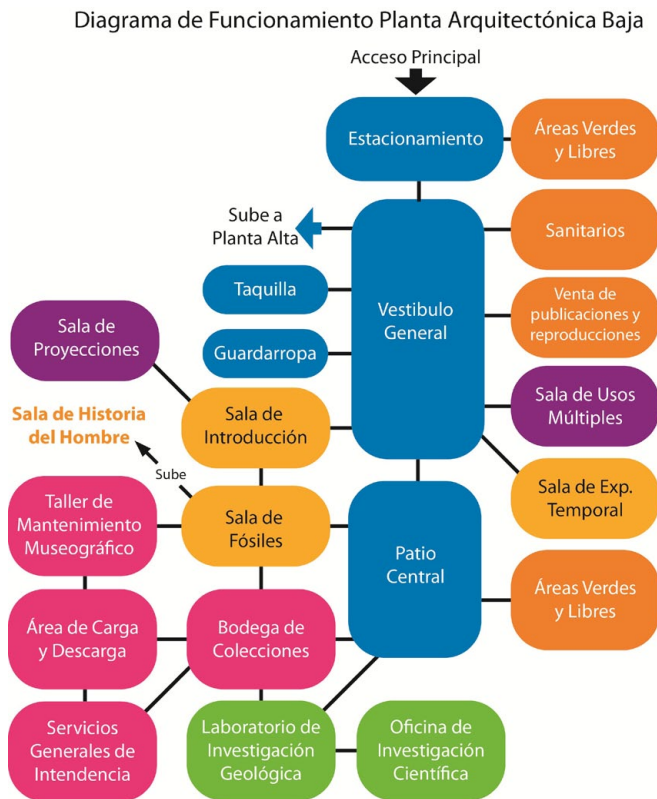 Diagrama de Funcionamiento Planta Arquitectónica Baja
Acceso Principal
Estacionamiento
Áreas Verdes
y Libres
Sube a
Planta Alta
Sanitarios
Taquilla
Vestibulo
General
Venta de
publicaciones y
reproducciones
Sala de
Proyecciones
Guardarropa
Sala de Usos
Múltiples
Sala de Historia
del Hombre
Sala de
Introducción
Sube
Sala de Exp.
Temporal
Taller de
Mantenimiento
Museográfico
Sala de
Fósiles
Patio
Central
Áreas Verdes
y Libres
Área de Carga
y Descarga
Bodega de
Colecciones
Servicios
Generales de
Intendencia
Laboratorio de
Investigación
Geológica
Oficina de
Investigación
Científica